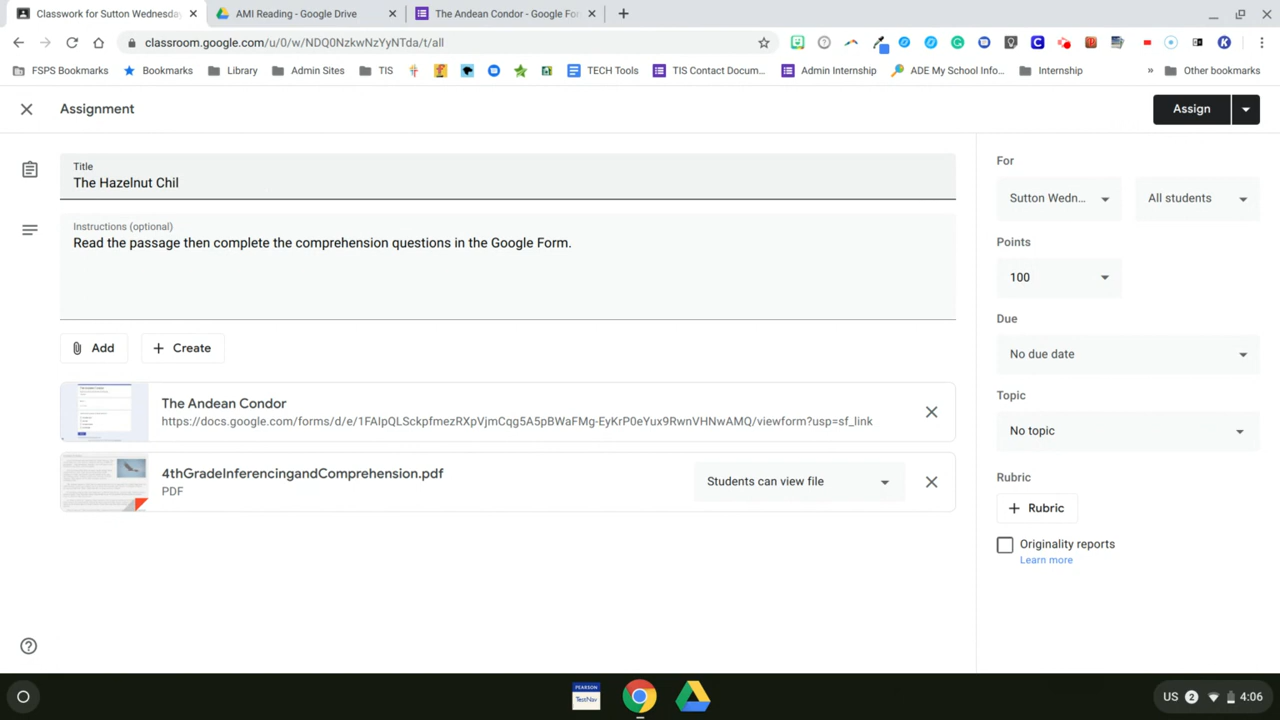 Classwork for Sutton Wednesday
AMI Reading - Google Drive
The Andean Condor - Google For
classroom.google.com/u/0/w/NDQ0NzkwNzYyNTda/t/all
FSPS Bookmarks
Bookmarks
Library
Admin Sites
TIS
TECH Tools
TIS Contact Docum...
Admin Internship
ADE My School Info...
Internship
Other bookmarks
Assignment
Assign
Title
The Hazelnut Chil
Instructions (optional)
Read the passage then complete the comprehension questions in the Google Form.
Add
Create
The Andean Condor
https://docs.google.com/forms/d/e/1FAIpQLSckpfmezRXpVjmCqg5A5pBWaFMg-EyKrP0eYux9RwnVHNwAMQ/viewform?usp=sf_link
4thGradeInferencingandComprehension.pdf
PDF
Students can view file
For
Sutton Wedn...
All students
Points
100
Due
No due date
Topic
No topic
Rubric
Rubric
Originality reports
Learn more
PEARSON
TestNav
US
2
4:06